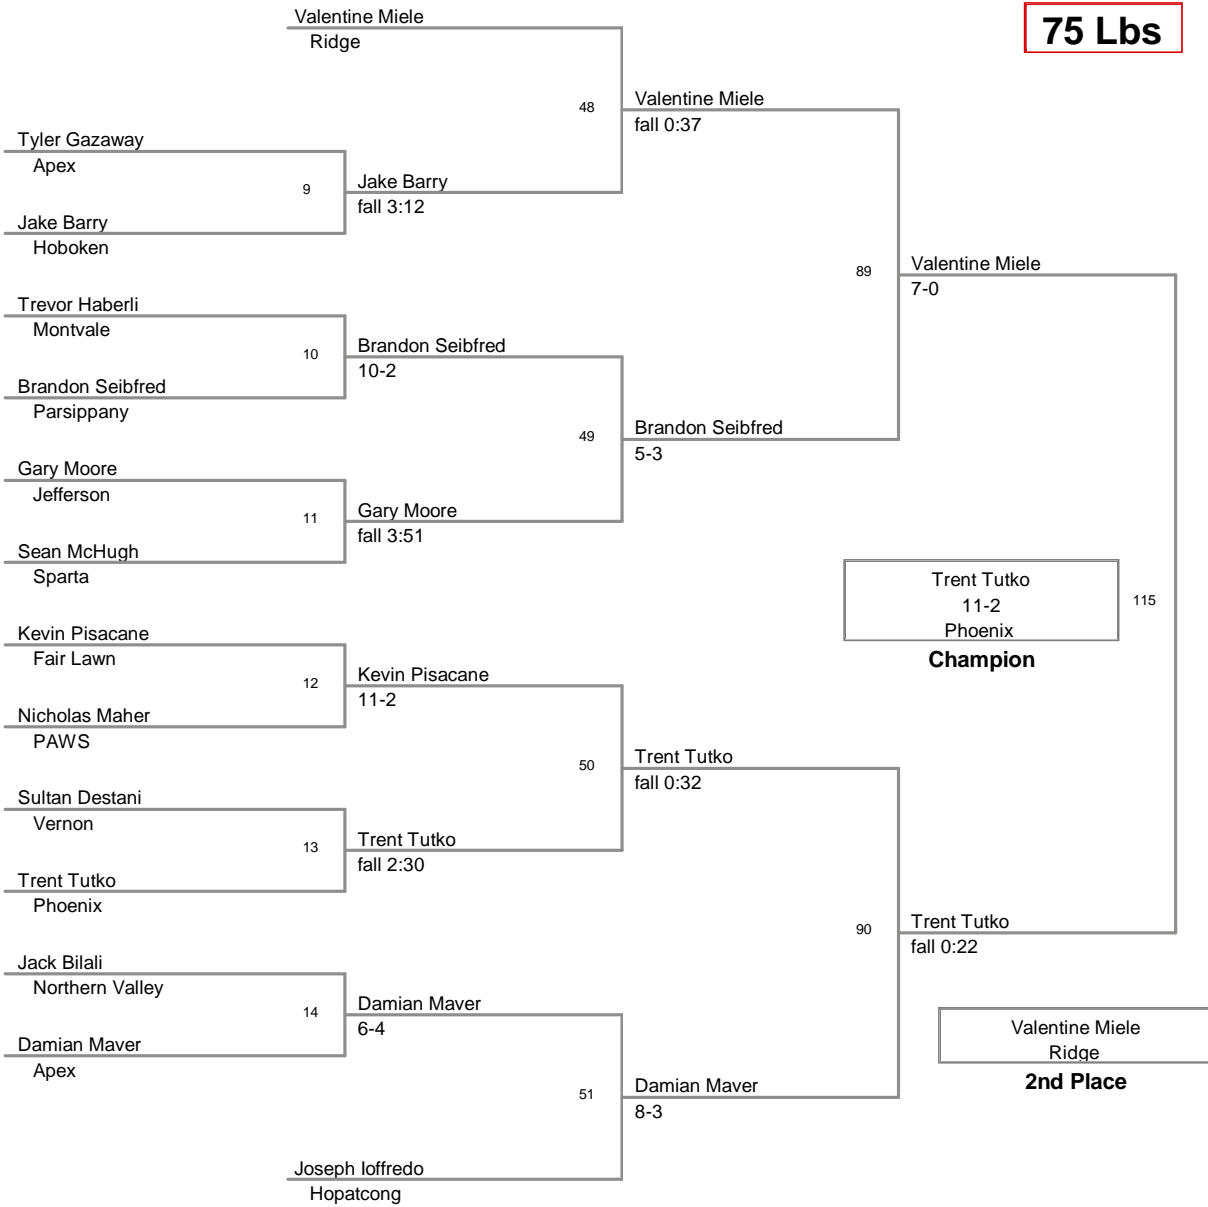 Valentine Miele
Ridge
75 Lbs
48
Valentine Miele
fall 0:37
Tyler Gazaway
Apex
9
Jake Barry
fall 3:12
Jake Barry
Hoboken
89
Valentine Miele
7-0
Trevor Haberli
Montvale
10
Brandon Seibfred
10-2
Brandon Seibfred
Parsippany
49
Brandon Seibfred
5-3
Gary Moore
Jefferson
11
Gary Moore
fall 3:51
Sean McHugh
Sparta
Trent Tutko
11-2
Phoenix
Champion
115
Kevin Pisacane
Fair Lawn
12
Kevin Pisacane
11-2
Nicholas Maher
PAWS
50
Trent Tutko
fall 0:32
Sultan Destani
Vernon
13
Trent Tutko
fall 2:30
Trent Tutko
Phoenix
90
Trent Tutko
fall 0:22
Jack Bilali
Northern Valley
14
Damian Maver
6-4
Damian Maver
Apex
Valentine Miele
Ridge
2nd Place
51
Damian Maver
8-3
Joseph Ioffredo
Hopatcong